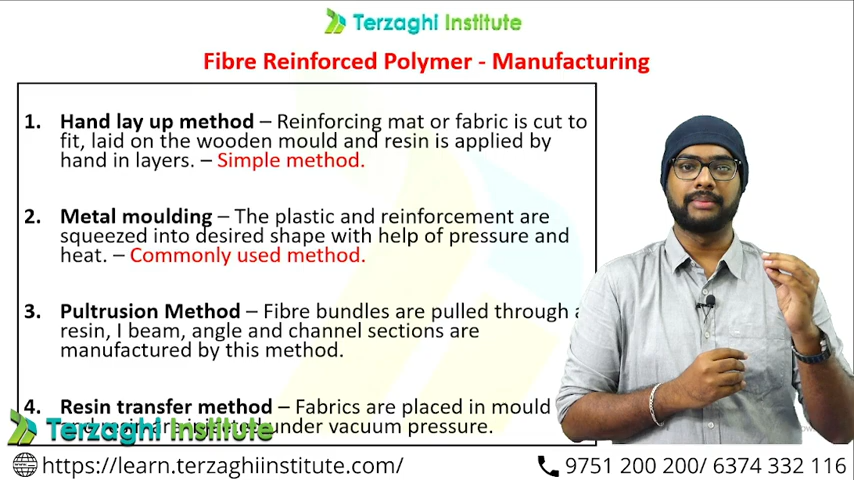 Terzaghi Institute
Fibre Reinforced Polymer - Manufacturing
1. Hand lay up method – Reinforcing mat or fabric is cut to
fit, laid on the wooden mould and resin is applied by
hand in layers. – Simple method.
2. Metal moulding – The plastic and reinforcement are
squeezed into desired shape with help of pressure and
heat. – Commonly used method.
3. Pultrusion Method – Fibre bundles are pulled through
resin, I beam, angle and channel sections are
manufactured by this method.
4. Resin transfer method – Fabrics are placed in mould
under vacuum pressure.
Terzaghi Institute
https://learn.terzaghiinstitute.com/
9751 200 200/ 6374 332 116